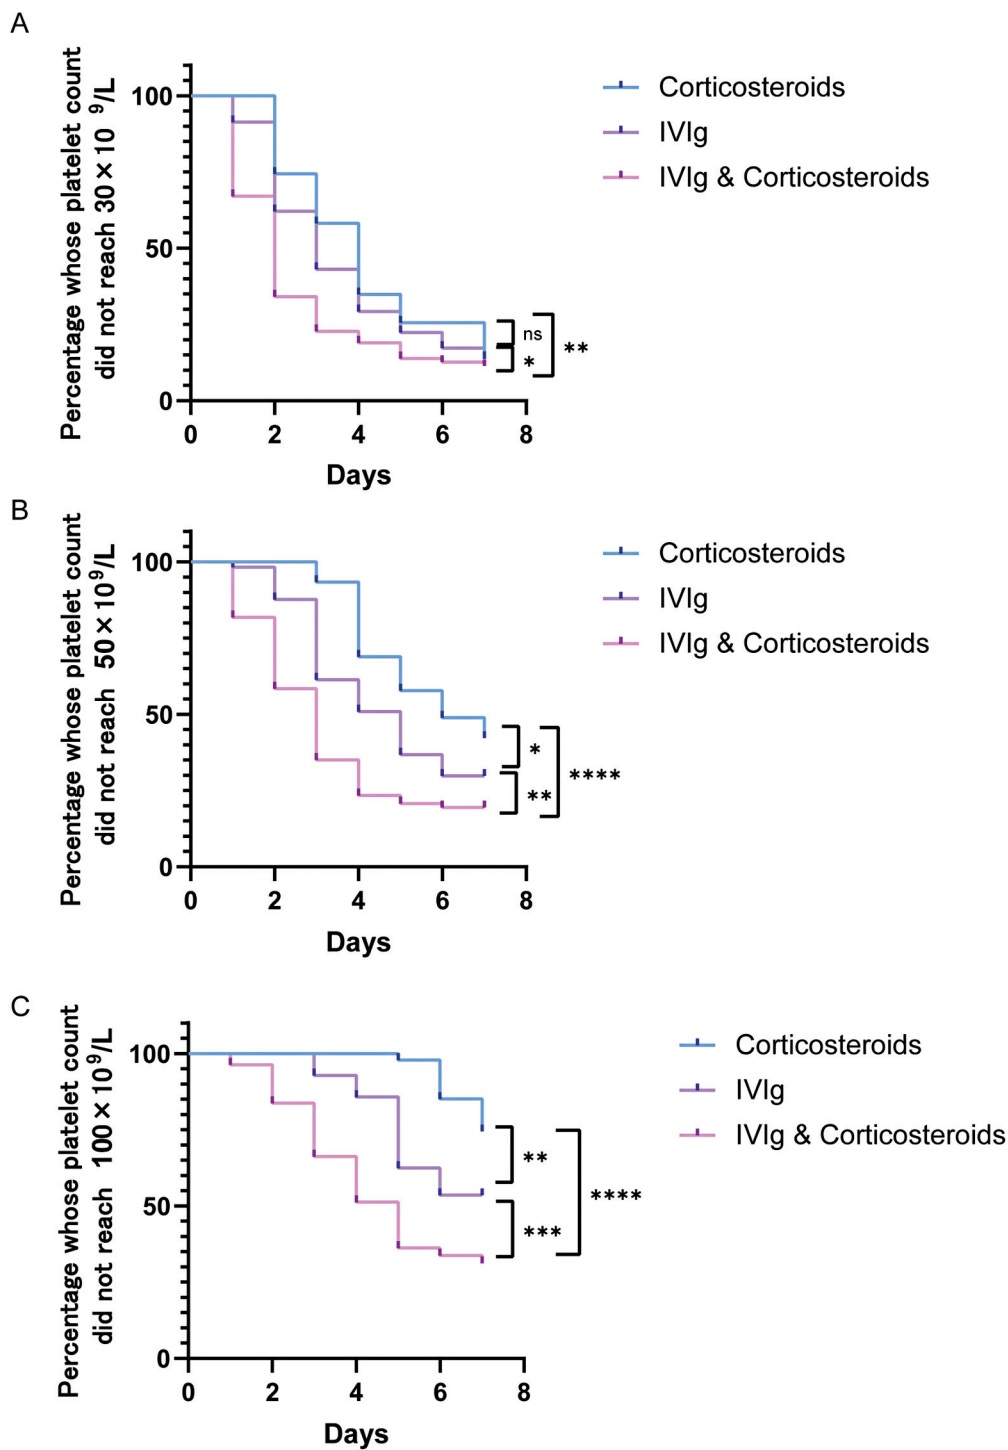 A
Percentage whose platelet count
did not reach 30×10 ⁹/L
100
50
0
0 2 4 6 8
Days
Corticosteroids
IVIg
IVIg & Corticosteroids
ns
*
**
B
Percentage whose platelet count
did not reach 50×10⁹/L
100
50
0
0 2 4 6 8
Days
Corticosteroids
IVIg
IVIg & Corticosteroids
*
**
****
C
Percentage whose platelet count
did not reach 100×10⁹/L
100
50
0
0 2 4 6 8
Days
Corticosteroids
IVIg
IVIg & Corticosteroids
**
***
****